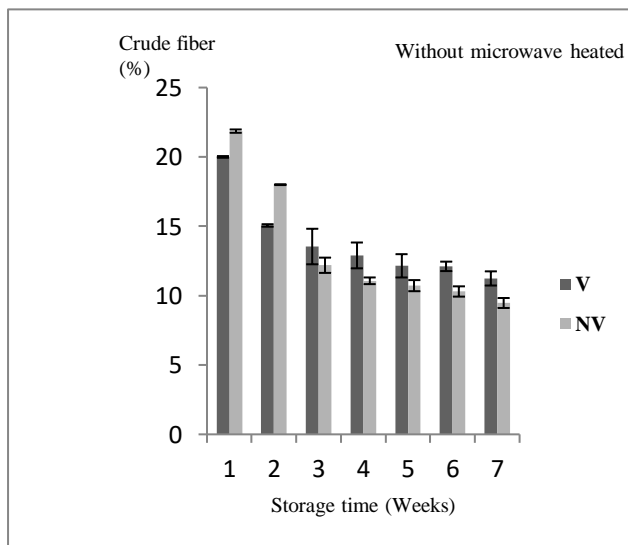 Crude fiber
(%)
Without microwave heated
25
20
15
10
5
0
V
NV
1 2 3 4 5 6 7
Storage time (Weeks)